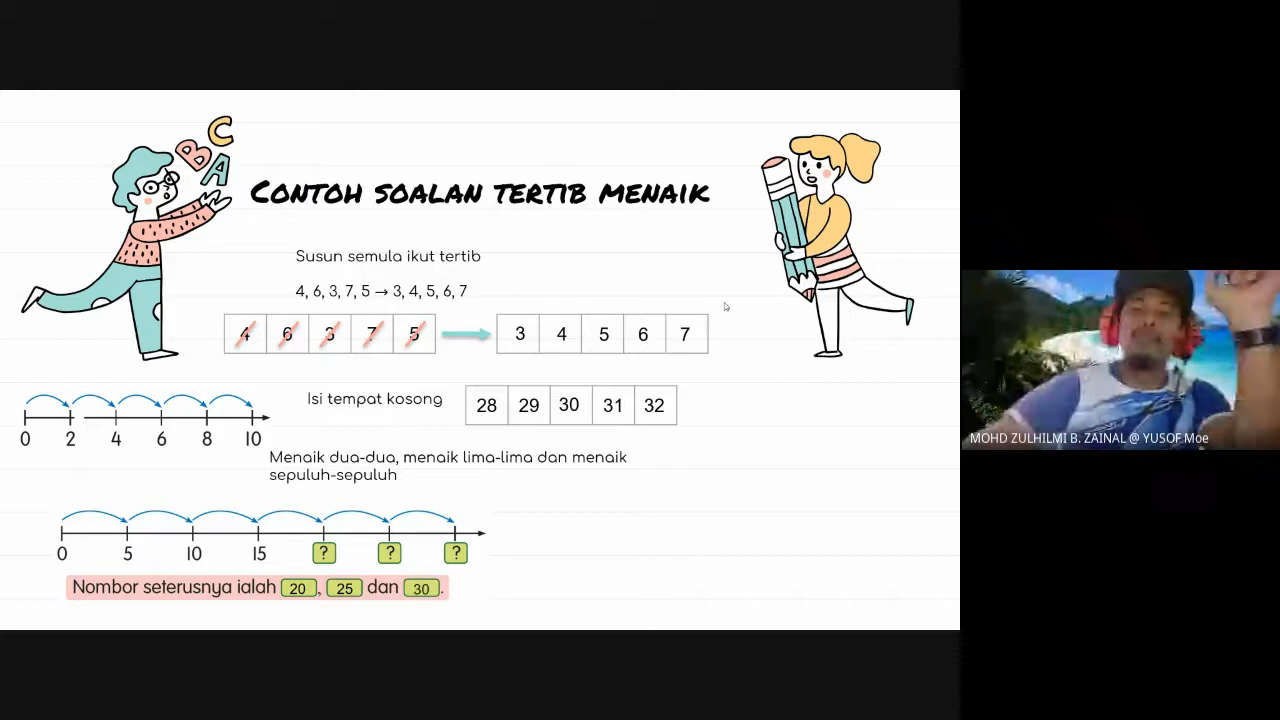 C
B
A
CONTOH SOALAN TERTIB MENAIK
Susun semula ikut tertib
4, 6, 3, 7, 5 → 3, 4, 5, 6, 7
4 6 3 7 5 3 4 5 6 7
Isi tempat kosong 28 29 30 31 32
0 2 4 6 8 10
Menaik dua-dua, menaik lima-lima dan menaik
sepuluh-sepuluh
0 5 10 15 ? ? ?
Nombor seterusnya ialah 20, 25 dan 30.
MOHD ZULHILMI B. ZAINAL @ YUSOF Moe